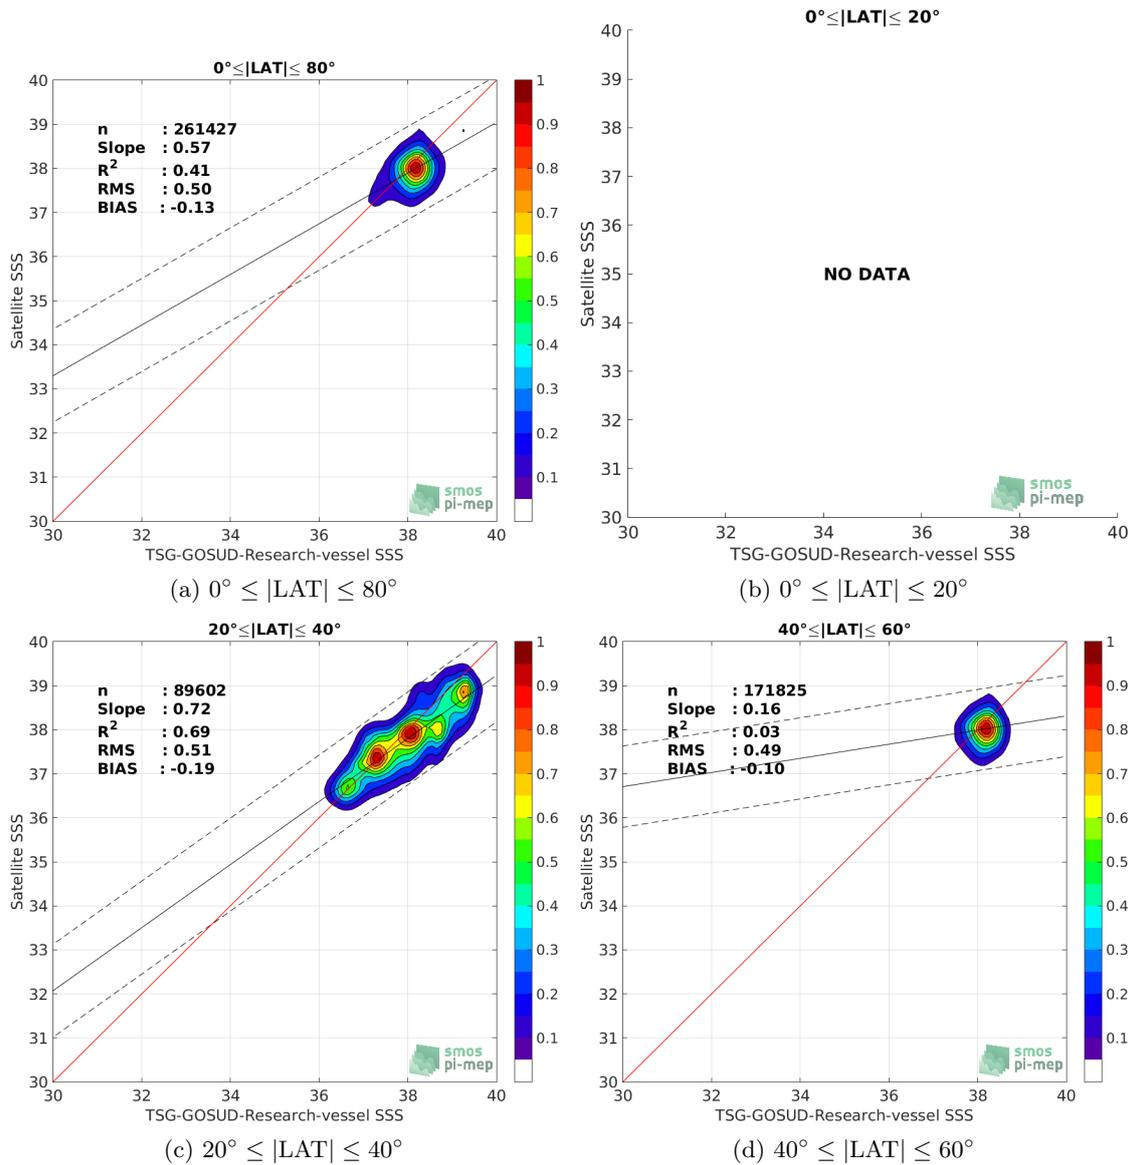 0°≤|LAT|≤ 80°
n : 261427
Slope : 0.57
R2 : 0.41
RMS : 0.50
BIAS : -0.13
40
39
38
37
36
35
34
33
32
31
30
Satellite SSS
30 32 34 36 38 40
TSG-GOSUD-Research-vessel SSS
1
0.9
0.8
0.7
0.6
0.5
0.4
0.3
0.2
0.1
smos
pi-mep
(a) 0° ≤ |LAT| ≤ 80°
0°≤|LAT|≤ 20°
40
39
38
37
36
35
34
33
32
31
30
Satellite SSS
NO DATA
smos
pi-mep
30 32 34 36 38 40
TSG-GOSUD-Research-vessel SSS
(b) 0° ≤ |LAT| ≤ 20°
20°≤|LAT|≤ 40°
n : 89602
Slope : 0.72
R2 : 0.69
RMS : 0.51
BIAS : -0.19
40
39
38
37
36
35
34
33
32
31
30
Satellite SSS
30 32 34 36 38 40
TSG-GOSUD-Research-vessel SSS
1
0.9
0.8
0.7
0.6
0.5
0.4
0.3
0.2
0.1
smos
pi-mep
(c) 20° ≤ |LAT| ≤ 40°
40°≤|LAT|≤ 60°
n : 171825
Slope : 0.16
R2 : 0.03
RMS : 0.49
BIAS : -0.10
40
39
38
37
36
35
34
33
32
31
30
Satellite SSS
30 32 34 36 38 40
TSG-GOSUD-Research-vessel SSS
1
0.9
0.8
0.7
0.6
0.5
0.4
0.3
0.2
0.1
smos
pi-mep
(d) 40° ≤ |LAT| ≤ 60°